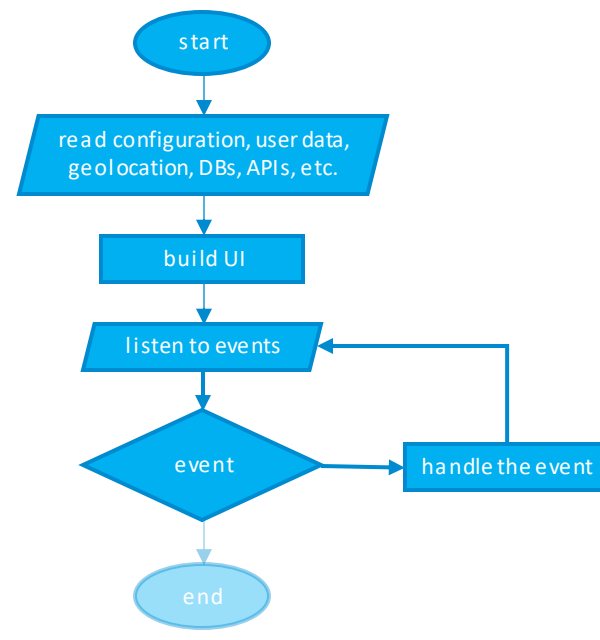 start
read configuration, user data,
geolocation, DBs, APIs, etc.
build UI
listen to events
event
handle the event
end